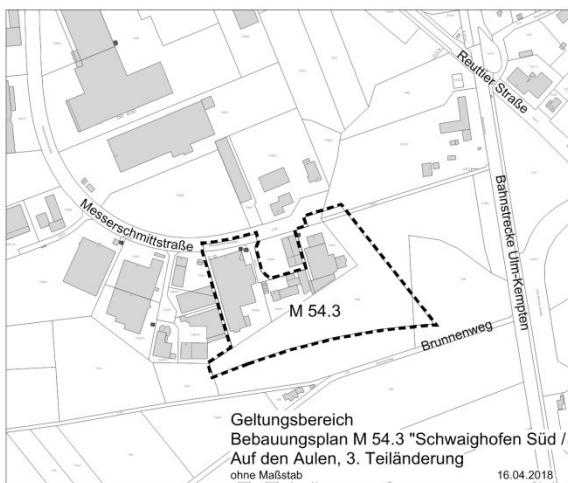 Reutier Straße
Messerschmittstraße
Bahnstrecke Ulm-Kempten
M 54.3
Brunnenweg
Geltungsbereich
Bebauungsplan M 54.3 "Schwaighofen Süd /
Auf den Aulen, 3. Teiländerung
ohne Maßstab 16.04.2018